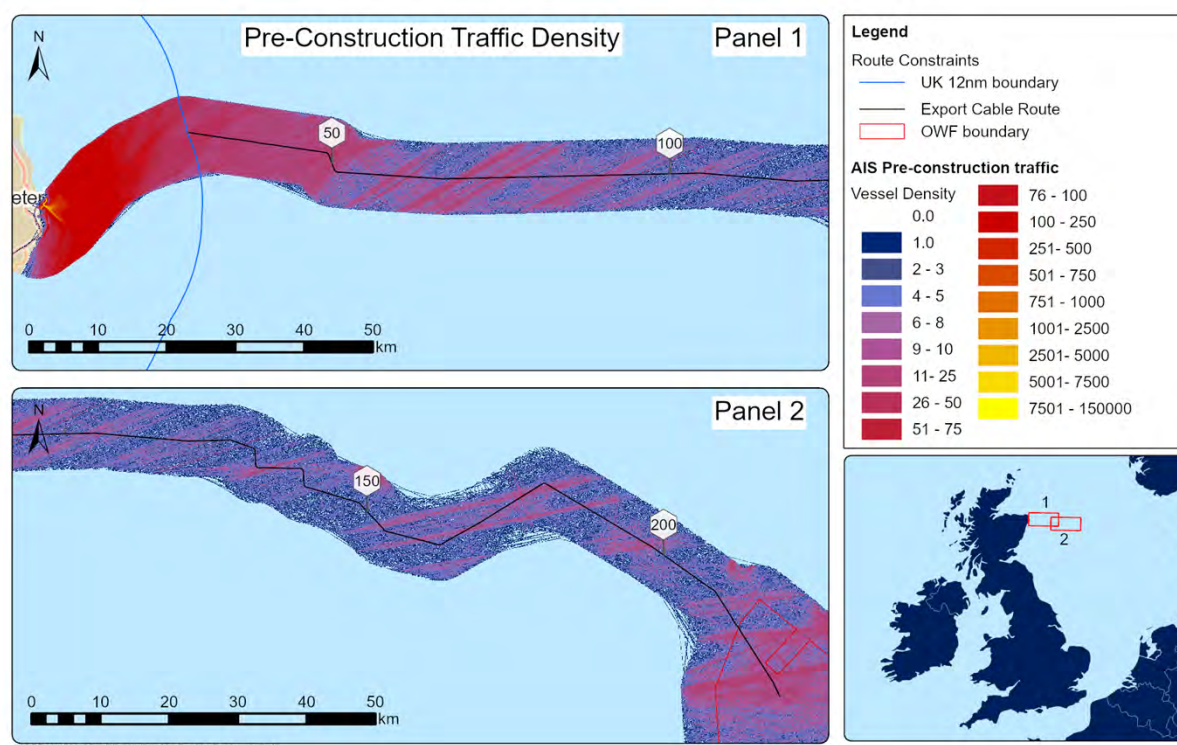 N
Pre-Construction Traffic Density
Panel 1
50
100
eter
0 10 20 30 40 50
km
Panel 2
N
150
200
0 10 20 30 40 50
km
Legend
Route Constraints
UK 12nm boundary
Export Cable Route
OWF boundary
AIS Pre-construction traffic
Vessel Density
0.0
1.0
2 - 3
4 - 5
6 - 8
9 - 10
11- 25
26 - 50
51 - 75
76 - 100
100 - 250
251- 500
501 - 750
751 - 1000
1001- 2500
2501- 5000
5001- 7500
7501 - 150000
1
2